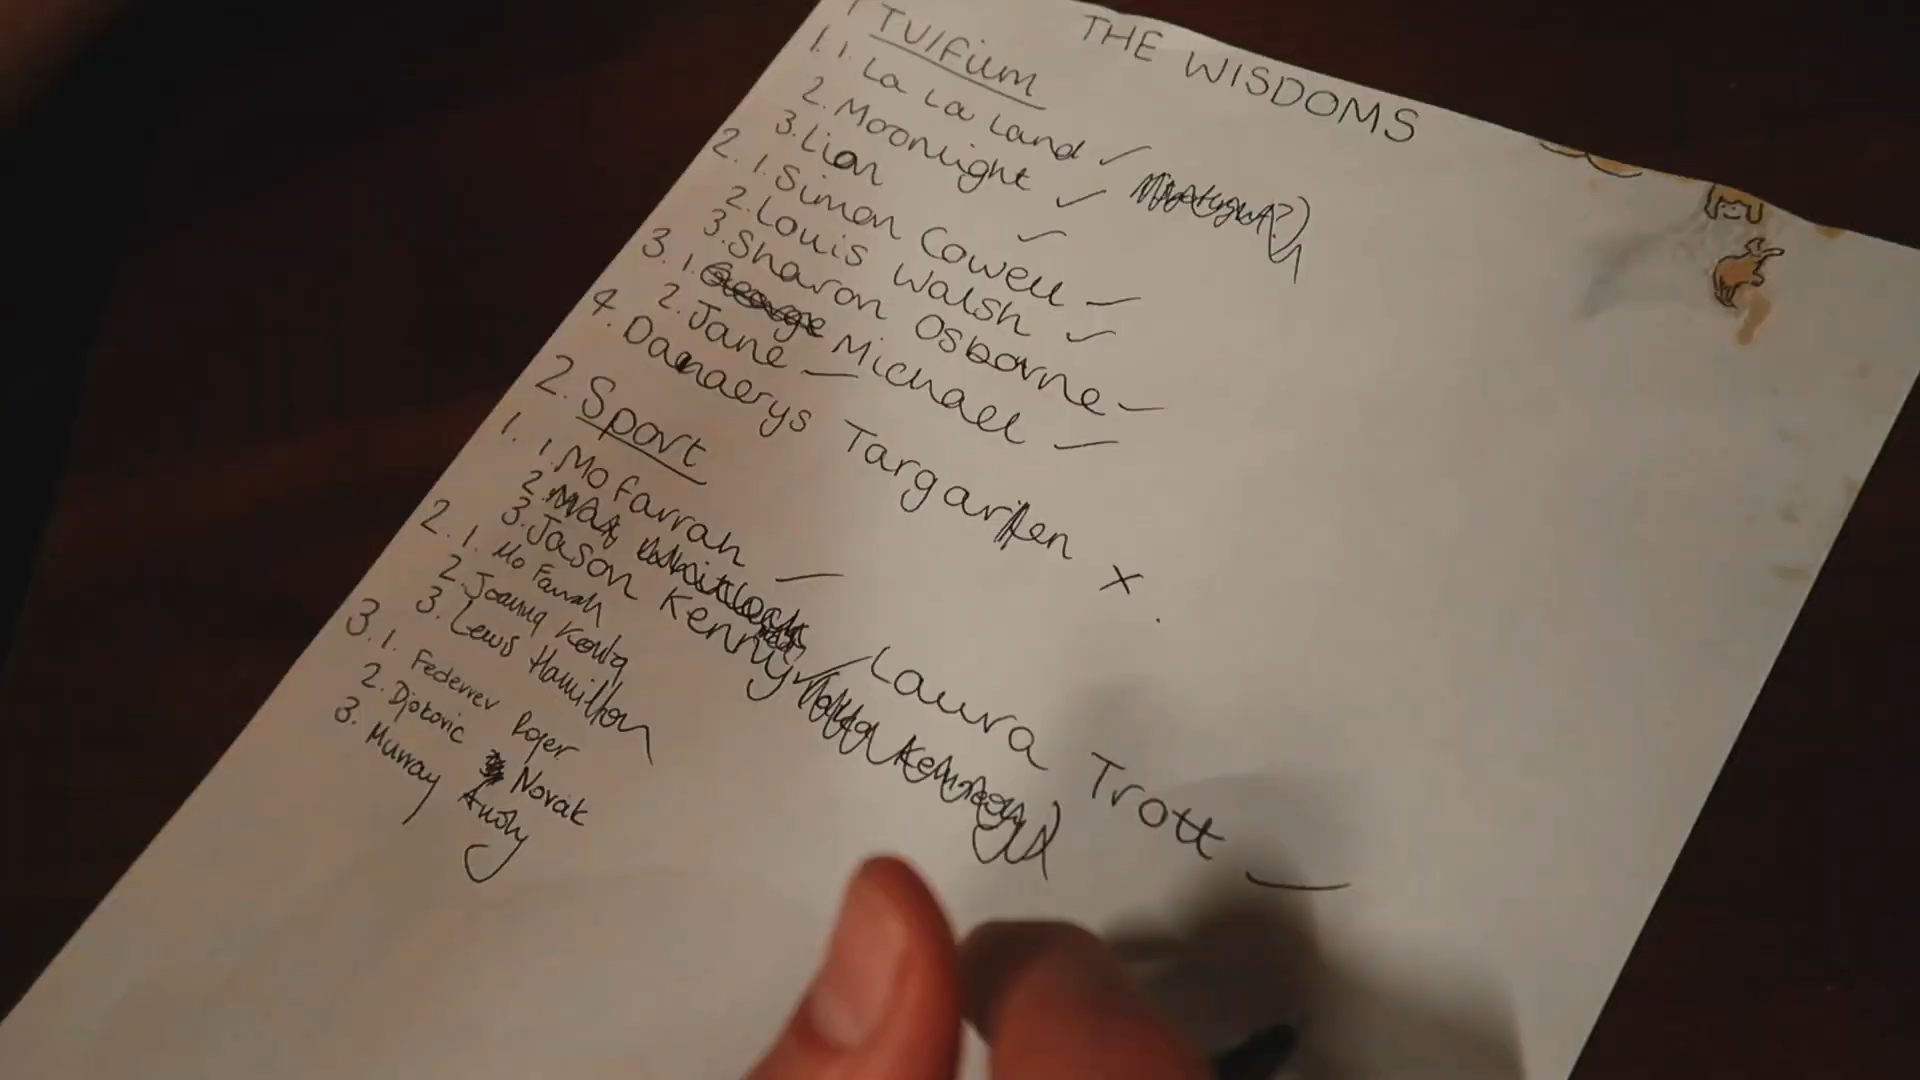 THE WISDOMS
1 TV/Film
1. 1. La La Land ✓
2. Moonlight ✓
3. Lion ✓
2. 1. Simon Cowell
2. Louis Walsh ✓
3. Sharon Osborne
3. 1. George Michael
2. Jane
4. Danaerys Targarien X
2. Sport
1. 1. Mo farrah
2. Laura Trott
3. Jason Kenny ✓
2. 1. Mo Farrah
2. Joanna Konta
3. Lewis Hamilton
3. 1. Federrer Roger
2. Djokovic Novak
3. Murray Andy